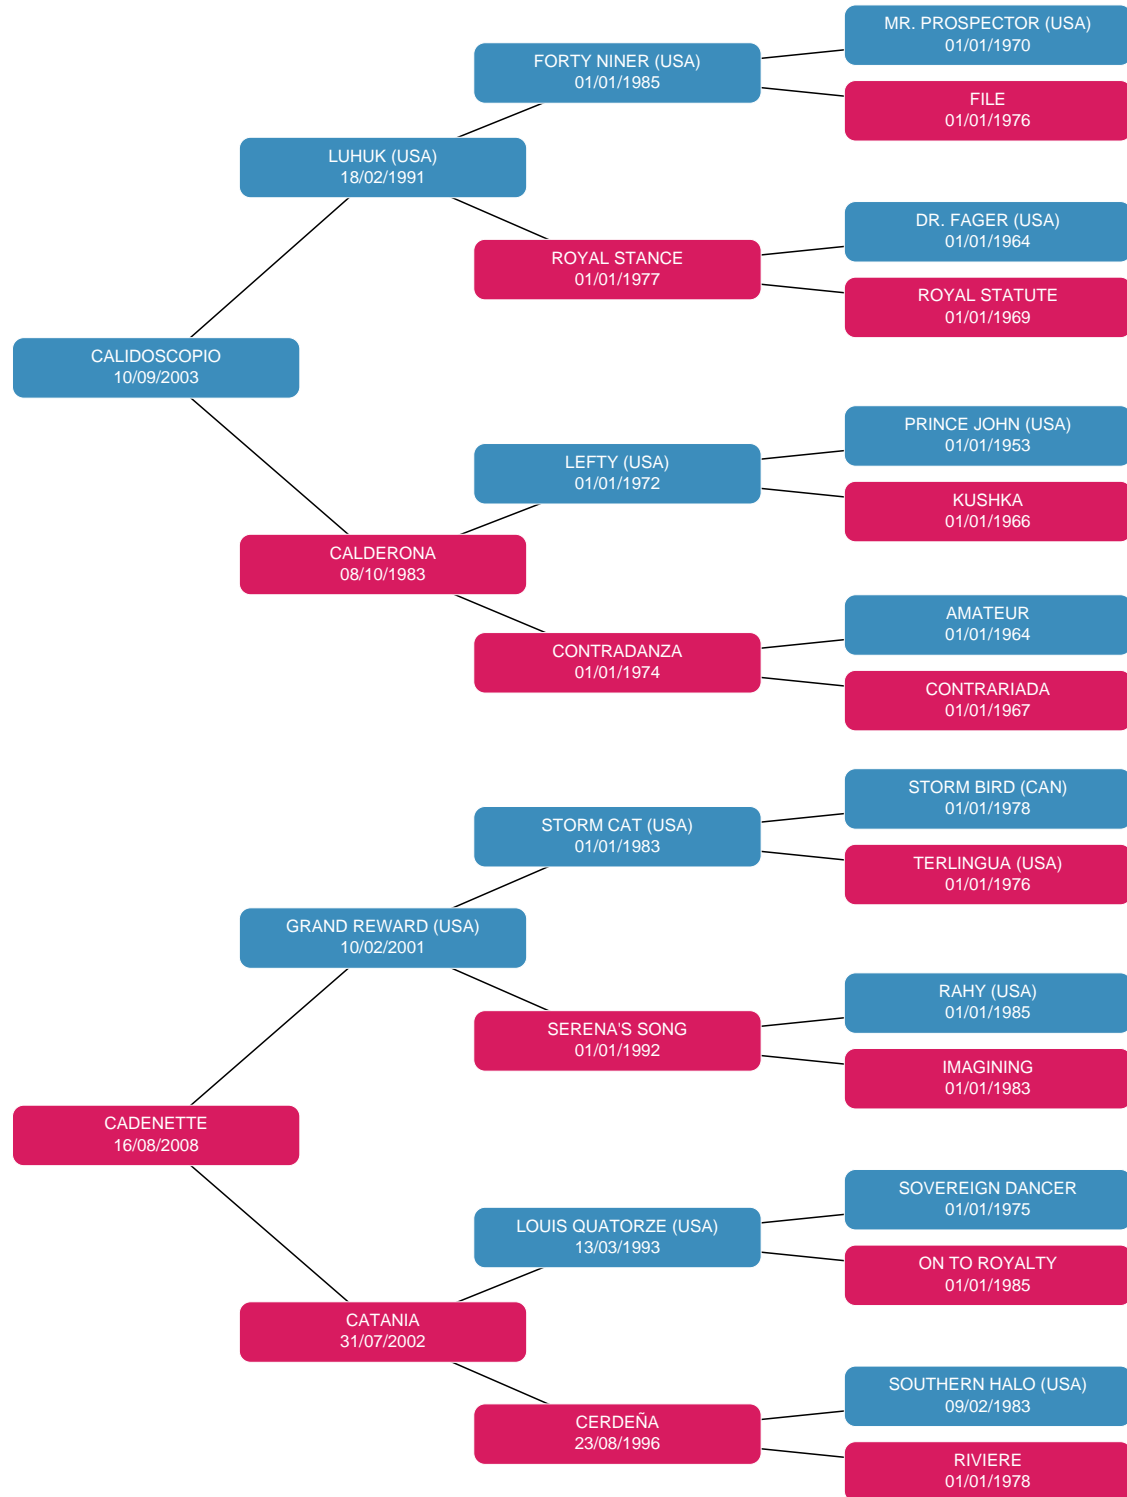 MR. PROSPECTOR (USA)
01/01/1970
FORTY NINER (USA)
01/01/1985
FILE
01/01/1976
LUHUK (USA)
18/02/1991
DR. FAGER (USA)
01/01/1964
ROYAL STANCE
01/01/1977
ROYAL STATUTE
01/01/1969
CALIDOSCOPIO
10/09/2003
PRINCE JOHN (USA)
01/01/1953
LEFTY (USA)
01/01/1972
KUSHKA
01/01/1966
CALDERONA
08/10/1983
AMATEUR
01/01/1964
CONTRADANZA
01/01/1974
CONTRARIADA
01/01/1967
STORM BIRD (CAN)
01/01/1978
STORM CAT (USA)
01/01/1983
TERLINGUA (USA)
01/01/1976
GRAND REWARD (USA)
10/02/2001
RAHY (USA)
01/01/1985
SERENA'S SONG
01/01/1992
IMAGINING
01/01/1983
CADENETTE
16/08/2008
SOVEREIGN DANCER
01/01/1975
LOUIS QUATORZE (USA)
13/03/1993
ON TO ROYALTY
01/01/1985
CATANIA
31/07/2002
SOUTHERN HALO (USA)
09/02/1983
CERDEÑA
23/08/1996
RIVIERE
01/01/1978